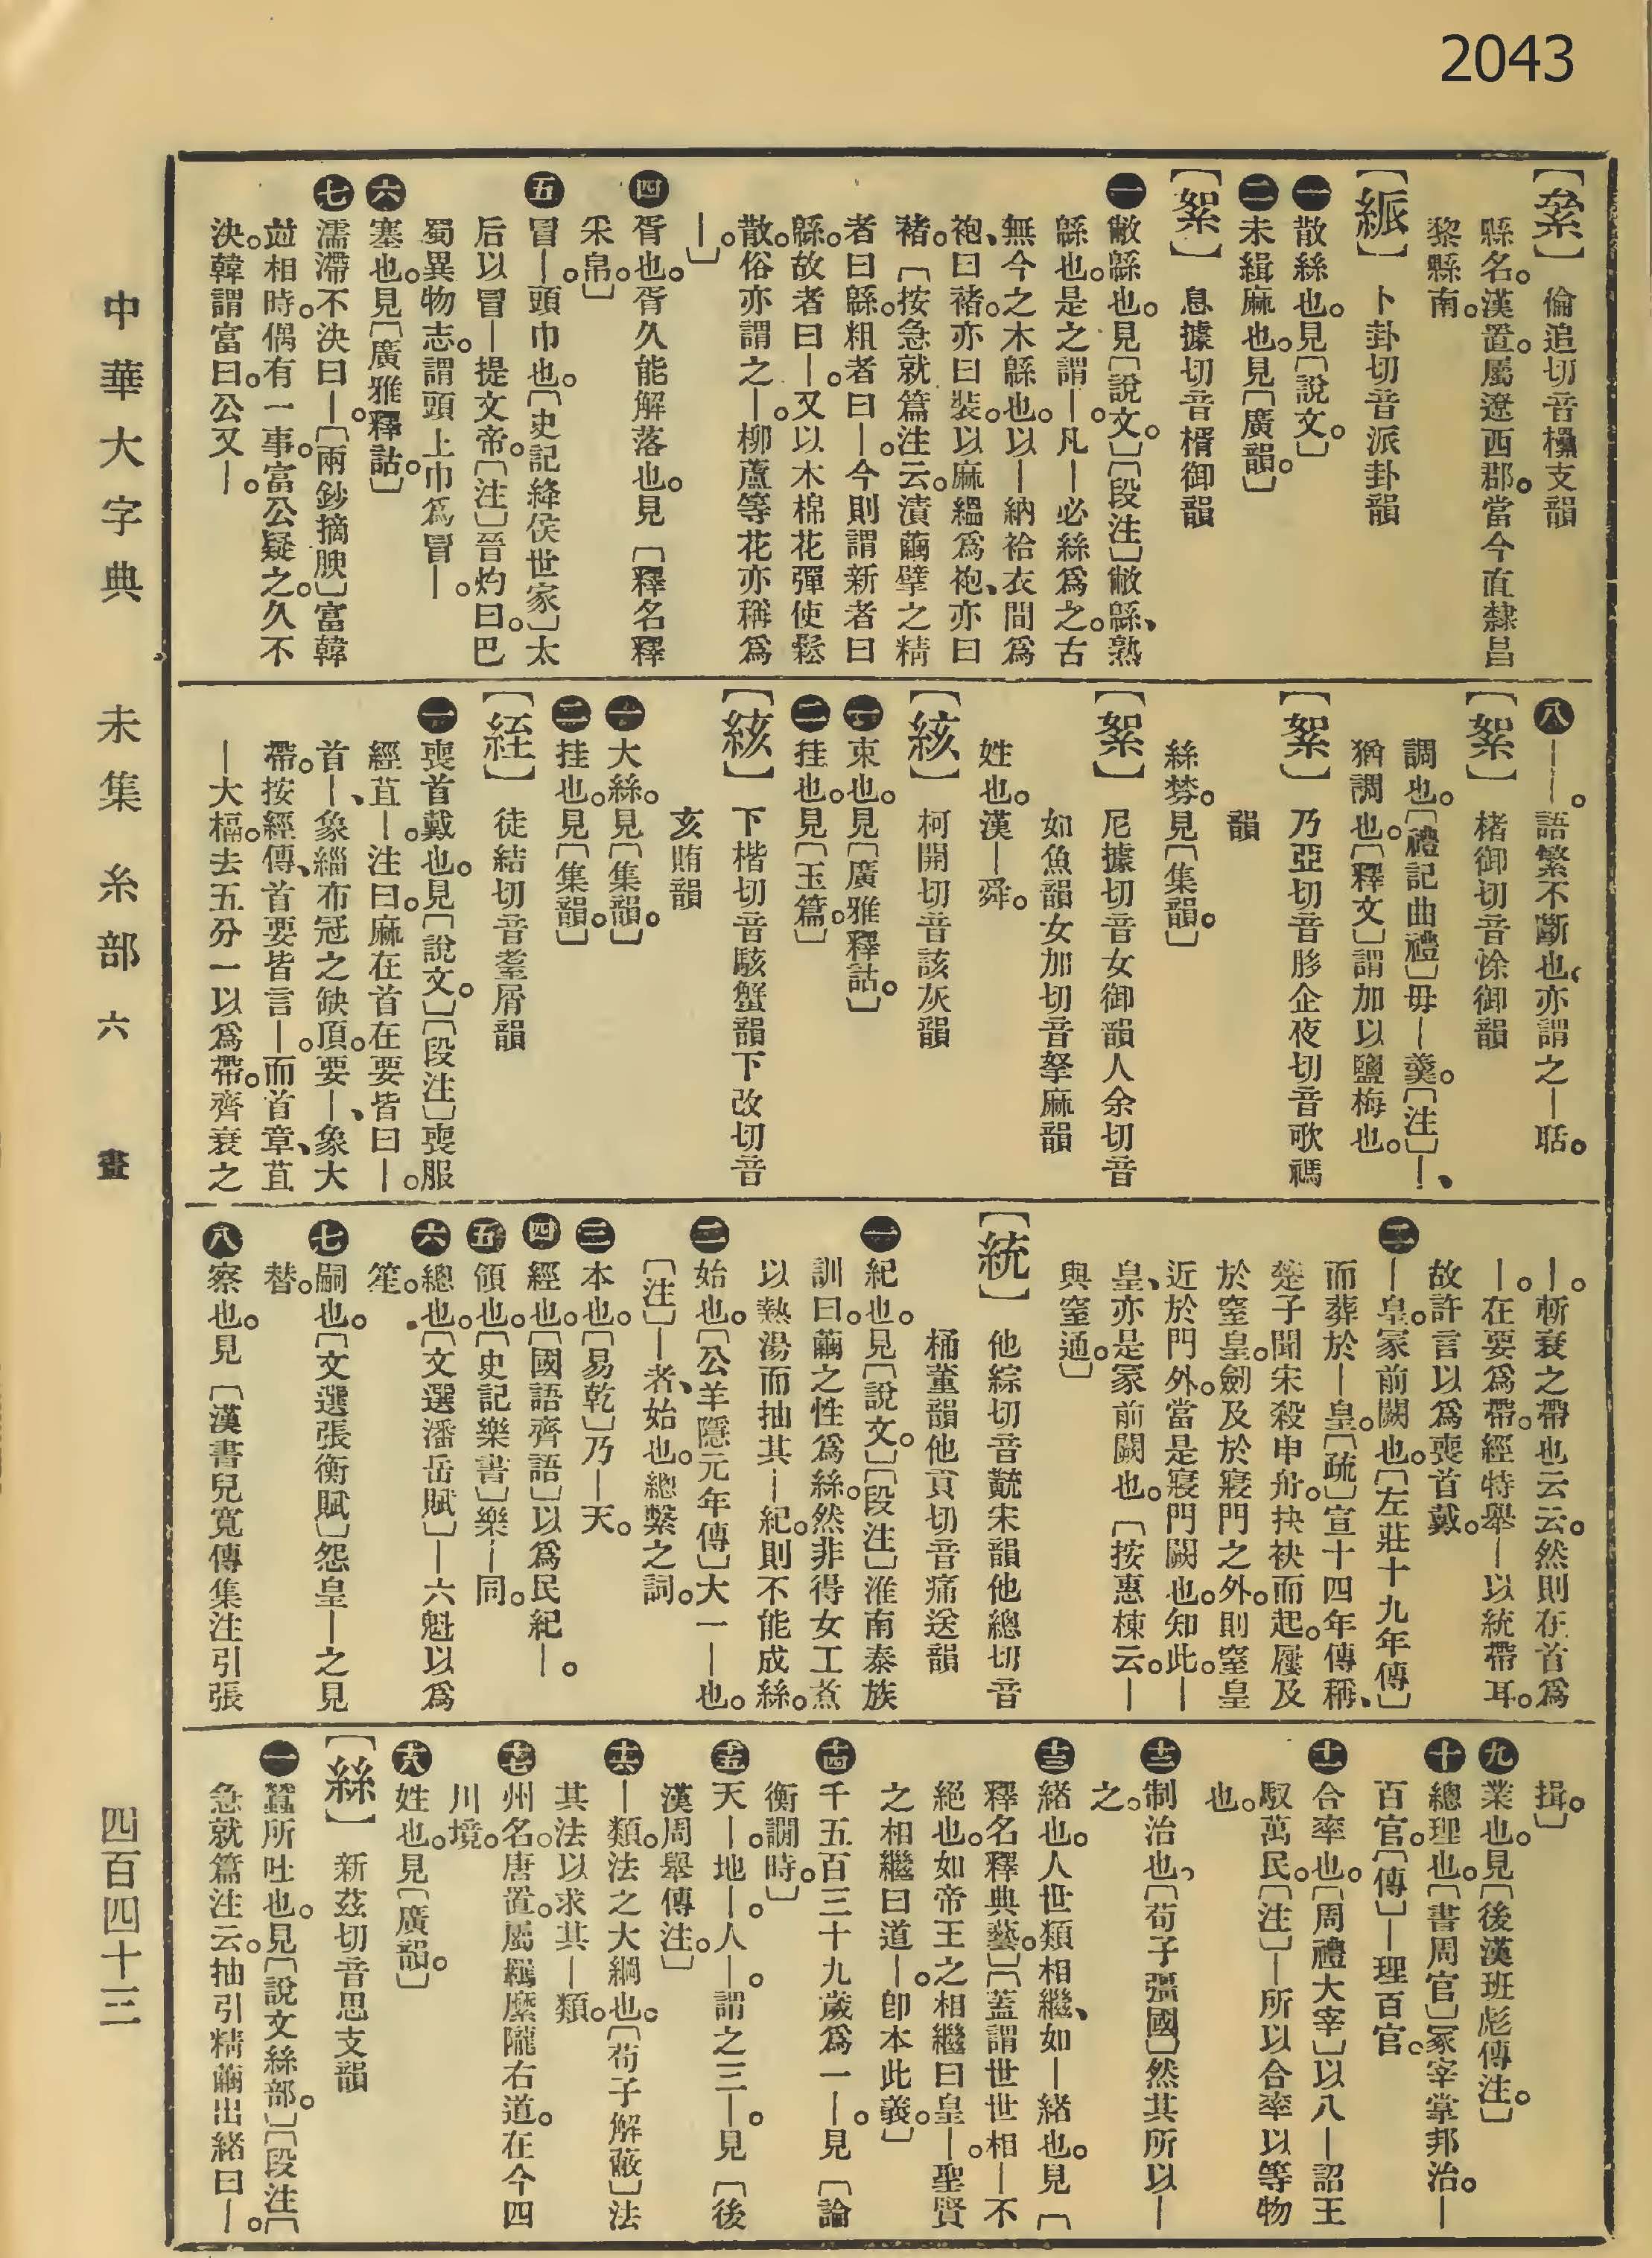 2043
【絫】倫追切音欙支韻
縣名。漢置。屬遼西郡。當今直隸昌
黎縣南。
【𥿯】卜卦切音派卦韻
一散絲也。見〔說文。〕
二未緝麻也。見〔廣韻。〕
【絮】息據切音楈御韻
一敝緜也。見〔說文。〕〔段注〕敝緜、熟
緜也。是之謂｜。凡｜必絲爲之。古
無今之木緜也。以｜納袷衣間爲
袍、曰褚。亦曰裝。以麻縕爲袍、亦曰
褚。〔按急就篇注云。漬繭擘之精
者曰緜。粗者曰｜。今則謂新者曰
緜。故者曰｜。又以木棉花彈使鬆
散。俗亦謂之｜。柳蘆等花亦稱爲
｜。〕
四胥也。胥久能解落也。見〔釋名釋
采帛。〕
五冒｜。頭巾也。〔史記絳侯世家〕太
后以冒｜提文帝。〔注〕晉灼曰。巴
蜀異物志。謂頭上巾爲冒｜。
六塞也。見〔廣雅釋詁。〕
七濡滯不決曰｜。〔兩鈔摘腴〕富韓
竝相時。偶有一事。富公疑之。久不
決。韓謂富曰。公又｜。
八｜｜。語繁不斷也、亦謂之｜聒。
【絮】楮御切音悇御韻
調也。〔禮記曲禮〕毋｜羹。〔注〕｜、
猶調也。〔釋文〕謂加以鹽梅也。
【絮】乃亞切音䏧企夜切音歌禡
韻
絲棼。見〔集韻。〕
【絮】尼據切音女御韻人余切音
如魚韻女加切音拏麻韻
姓也。漢｜舜。
【絯】柯開切音該灰韻
一束也。見〔廣雅釋詁。〕
二挂也。見〔玉篇。〕
【絯】下楷切音駭蟹韻下改切音
亥賄韻
一大絲。見〔集韻。〕
二挂也。見〔集韻。〕
【絰】徒結切音耋屑韻
一喪首戴也。見〔說文。〕〔段注〕喪服
經苴｜。注曰。麻在首在要皆曰｜。
首｜、象緇布冠之缺頂。要｜、象大
帶。按經傳、首要皆言｜。而首章、苴
｜大槅。去五分一以爲帶。齊衰之
｜。斬衰之帶也云云。然則在首爲
｜。在要爲帶。經特舉｜以統帶耳。
故許言以爲喪首戴。
二｜皇。冢前闕也。〔左莊十九年傳〕
而葬於｜皇。〔疏〕宣十四年傳稱、
楚子聞宋殺申舟。抉袂而起。屨及
於窒皇。劒及於寢門之外。則窒皇
近於門外。當是寢門闕也。知此。｜
皇、亦是冢前闕也。〔按惠棟云。｜
與窒通。〕
【統】他綜切音䚺宋韻他總切音
桶董韻他貢切音痛送韻
一紀也。見〔說文。〕〔段注〕淮南泰族
訓曰。繭之性爲絲。然非得女工煑
以熱湯而抽其｜紀。則不能成絲。
二始也。〔公羊隱元年傳〕大一｜也。
〔注〕｜者、始也。總繫之詞。
三本也。〔易乾〕乃｜天。
四經也。〔國語齊語〕以爲民紀｜。
五領也。〔史記樂書〕樂｜同。
六總也。〔文選潘岳賦〕｜六魁以爲
笙。
七嗣也。〔文選張衡賦〕怨皇｜之見
替。
八察也。見〔漢書兒寬傳集注引張
揖。〕
九業也。見〔後漢班彪傳注。〕
十總理也。〔書周官〕冢宰掌邦治。｜
百官。〔傳〕｜理百官。
十一合率也。〔周禮大宰〕以八｜詔王
馭萬民。〔注〕｜所以合率以等物
也。
十二制治也、〔荀子彊國〕然其所以｜
之。
十三緒也。人世類相繼、如｜緒也。見〔
釋名釋典藝。〕〔蓋謂世世相｜不
絕也。如帝王之相繼曰皇｜。聖賢
之相繼曰道｜。卽本此義。〕
十四千五百三十九歲爲一｜。見〔論
衡讇時。〕
十五天｜。地｜。人｜。謂之三｜。見〔後
漢周舉傳注。〕
十六｜類。法之大綱也。〔荀子解蔽〕法
其法以求其｜類。
十七州名。唐置。屬羈縻隴右道。在今四
川境。
十八姓也。見〔廣韻。〕
【絲】新茲切音思支韻
一蠶所吐也。見〔說文絲部。〕〔段注〕〔
急就篇注云。抽引精繭出緒曰｜。
中華大字典 未集 糸部 六 畫 四百四十三